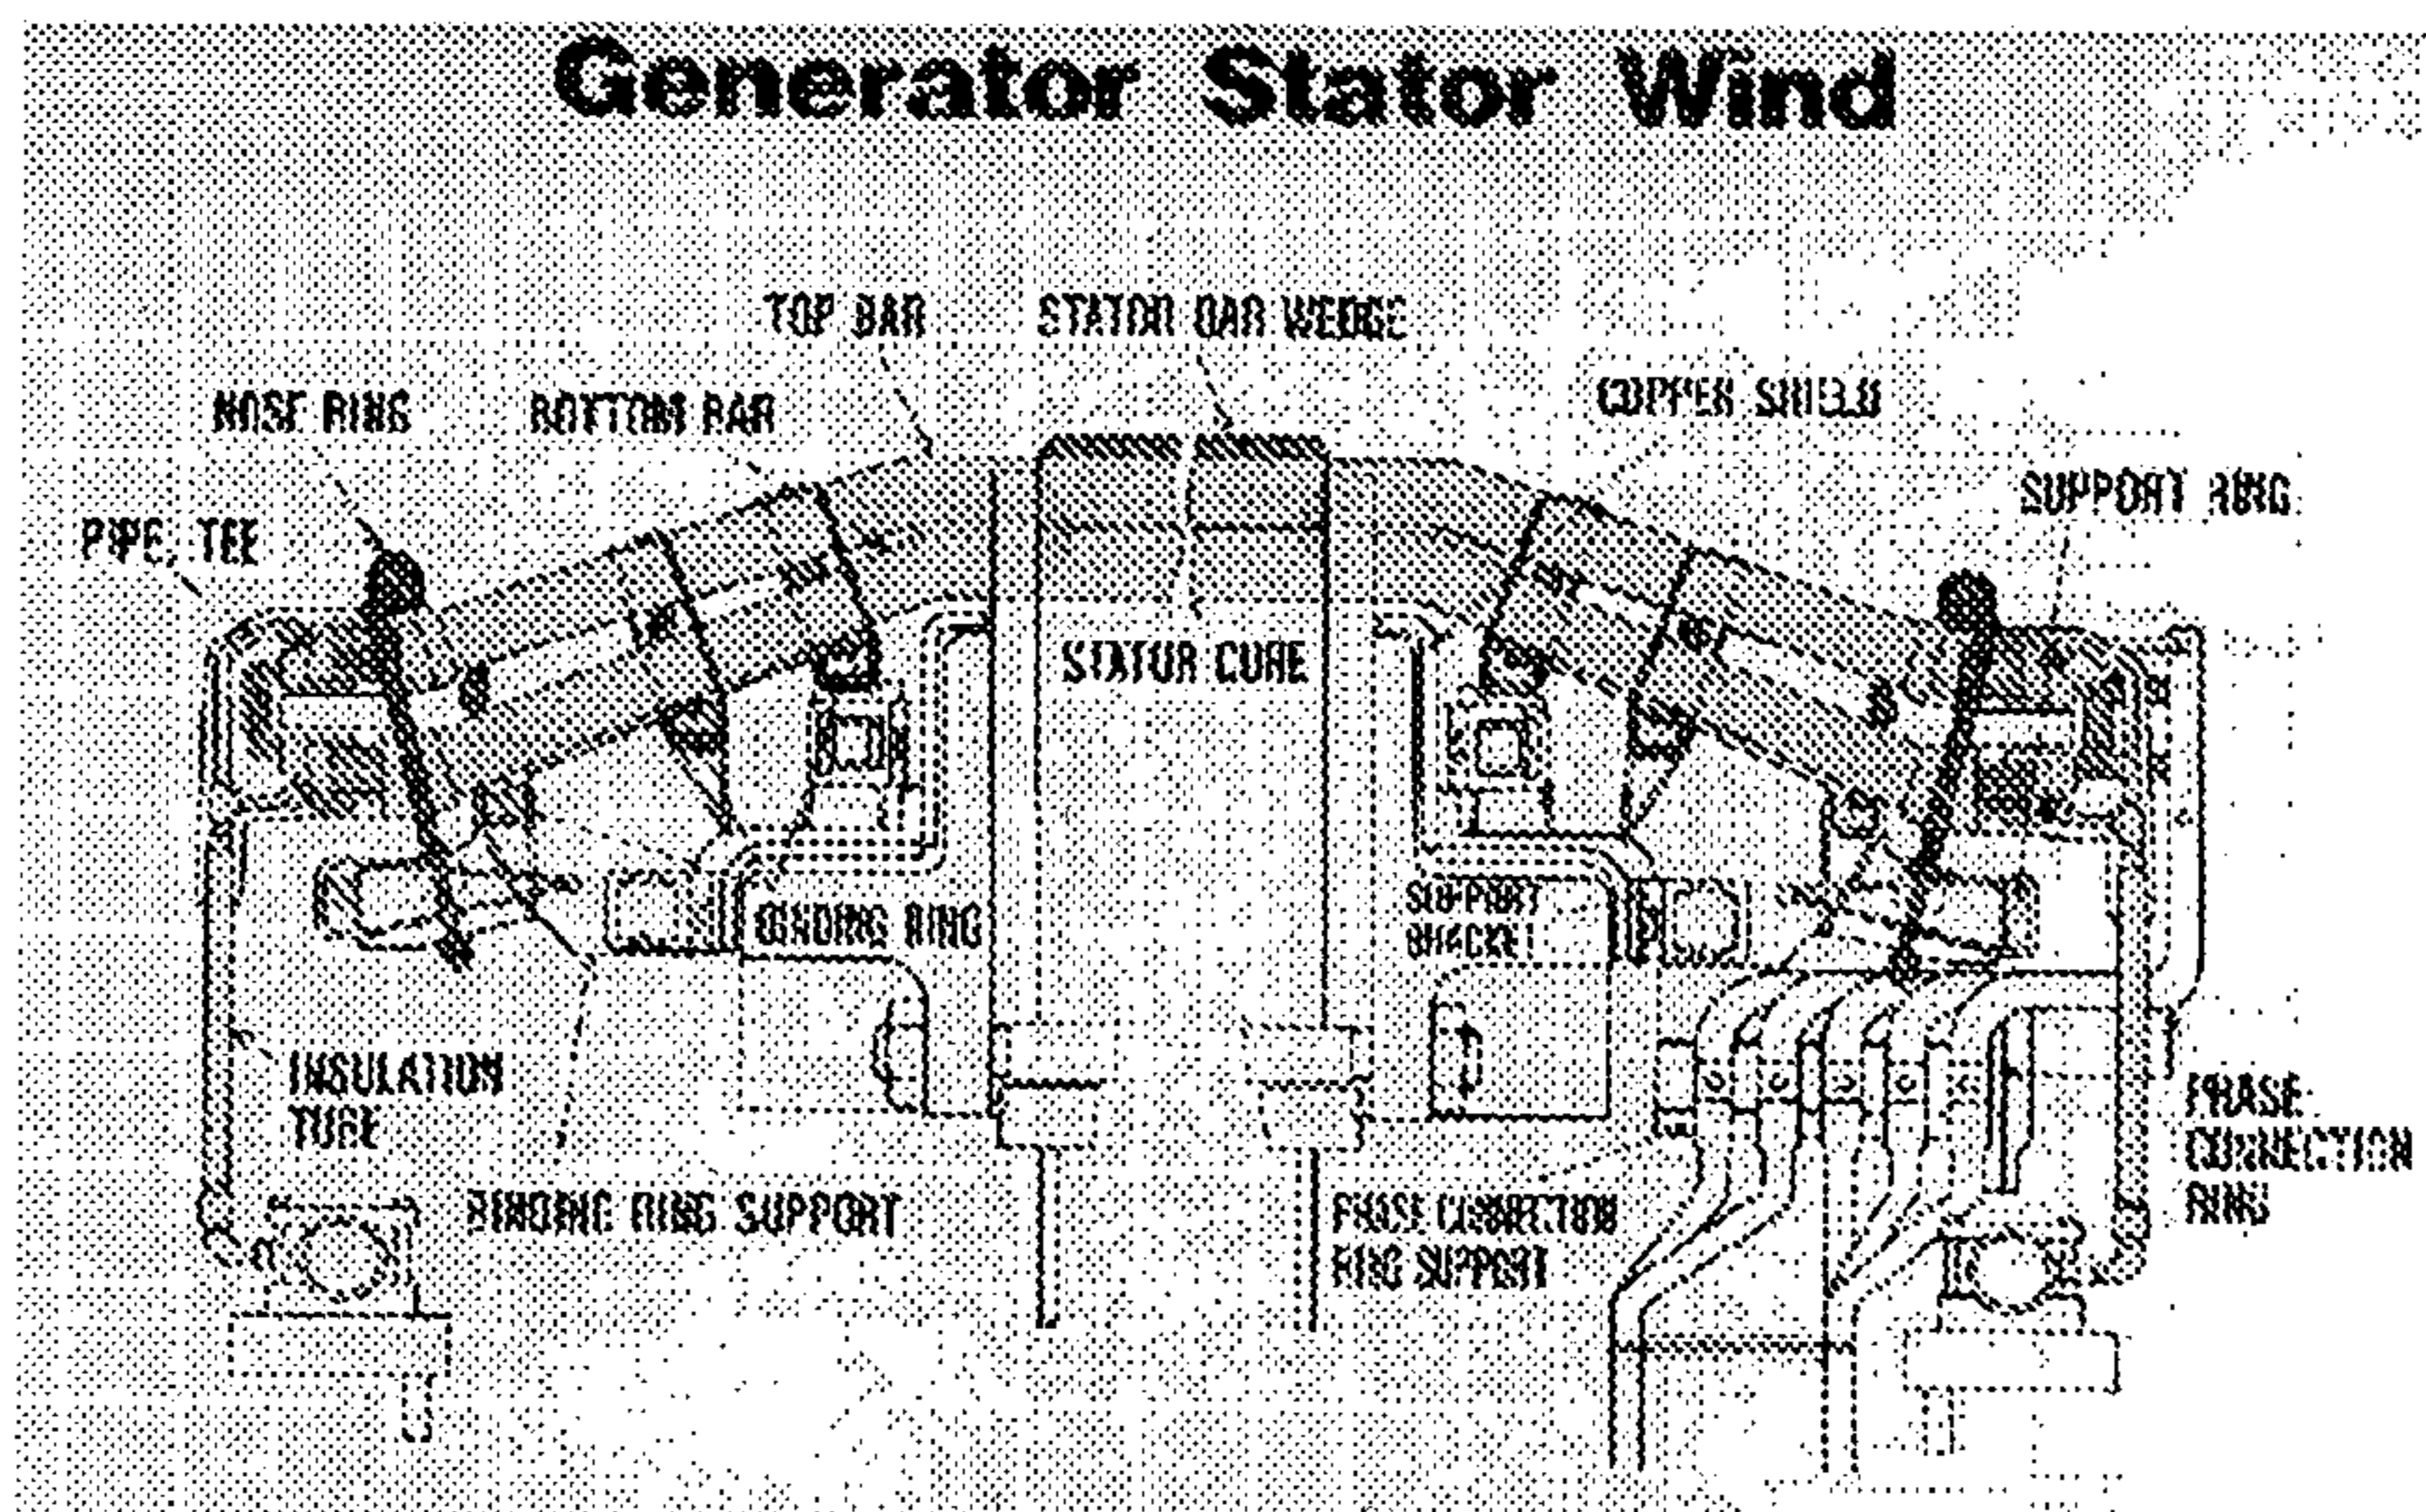 Generator Stator Wind
TOP BAR
STATOR BAR WEDGE
COPPER SHIELD
NOSE RING
BOTTOM BAR
SUPPORT RING
PIPE, TEE
STATOR CORE
SUPPORT
BRACKET
BINDING RING
INSULATION
TUBE
PHASE
CONNECTION
RING
BINDING RING SUPPORT
PHASE CONNECTION
RING SUPPORT